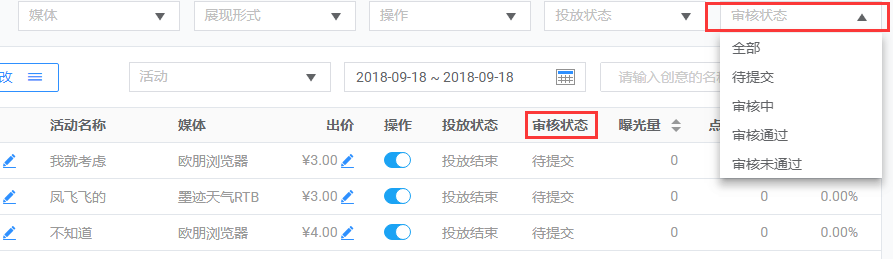 媒体 展现形式 操作 投放状态 审核状态
全部
待提交
审核中
审核通过
审核未通过
改 活动 2018-09-18 ~ 2018-09-18 请输入创意的名
活动名称 媒体 出价 操作 投放状态 审核状态 曝光量 点
我就考虑 欧朋浏览器 ¥3.00 投放结束 待提交 0
凤飞飞的 墨迹天气RTB ¥3.00 投放结束 待提交 0 0 0.00%
不知道 欧朋浏览器 ¥4.00 投放结束 待提交 0 0 0.00%